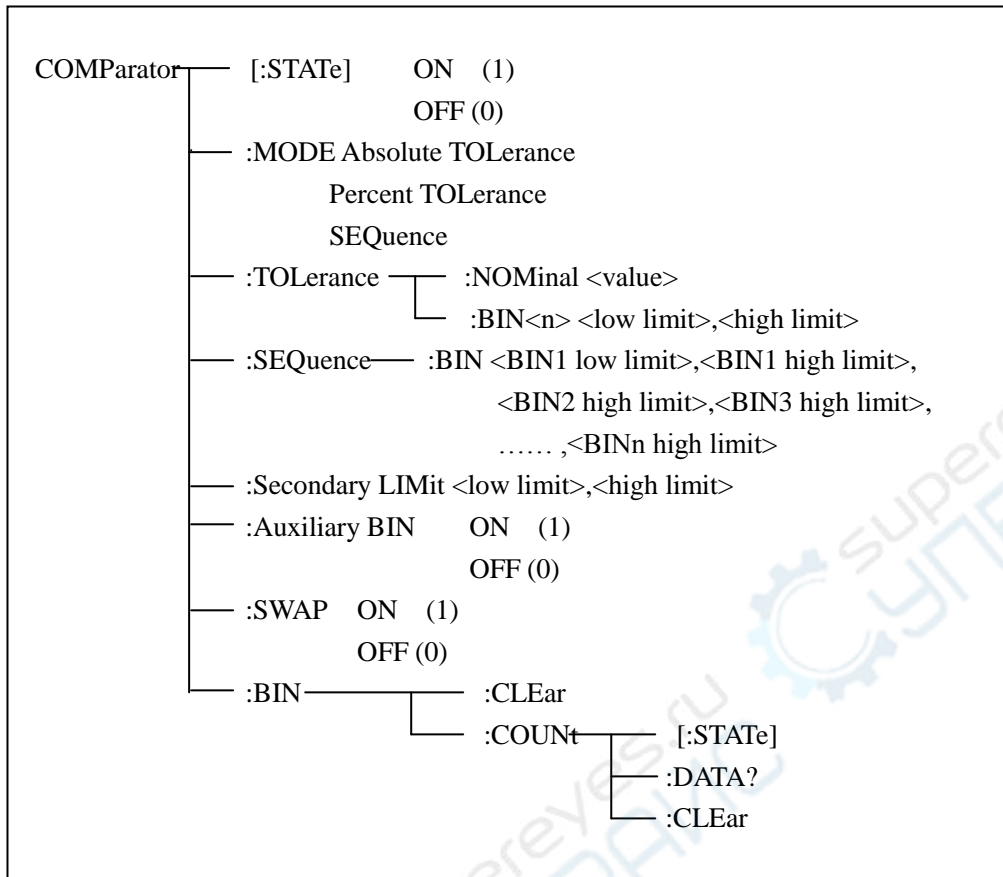 COMParator [:STATe] ON (1)
OFF (0)
:MODE Absolute TOLerance
Percent TOLerance
SEQuence
:TOLerance :NOMinal <value>
:BIN<n> <low limit>,<high limit>
:SEQuence :BIN <BIN1 low limit>,<BIN1 high limit>,
<BIN2 high limit>,<BIN3 high limit>,
…… ,<BINn high limit>
:Secondary LIMit <low limit>,<high limit>
:Auxiliary BIN ON (1)
OFF (0)
:SWAP ON (1)
OFF (0)
:BIN :CLEar
:COUNt [:STATe]
:DATA?
:CLEar